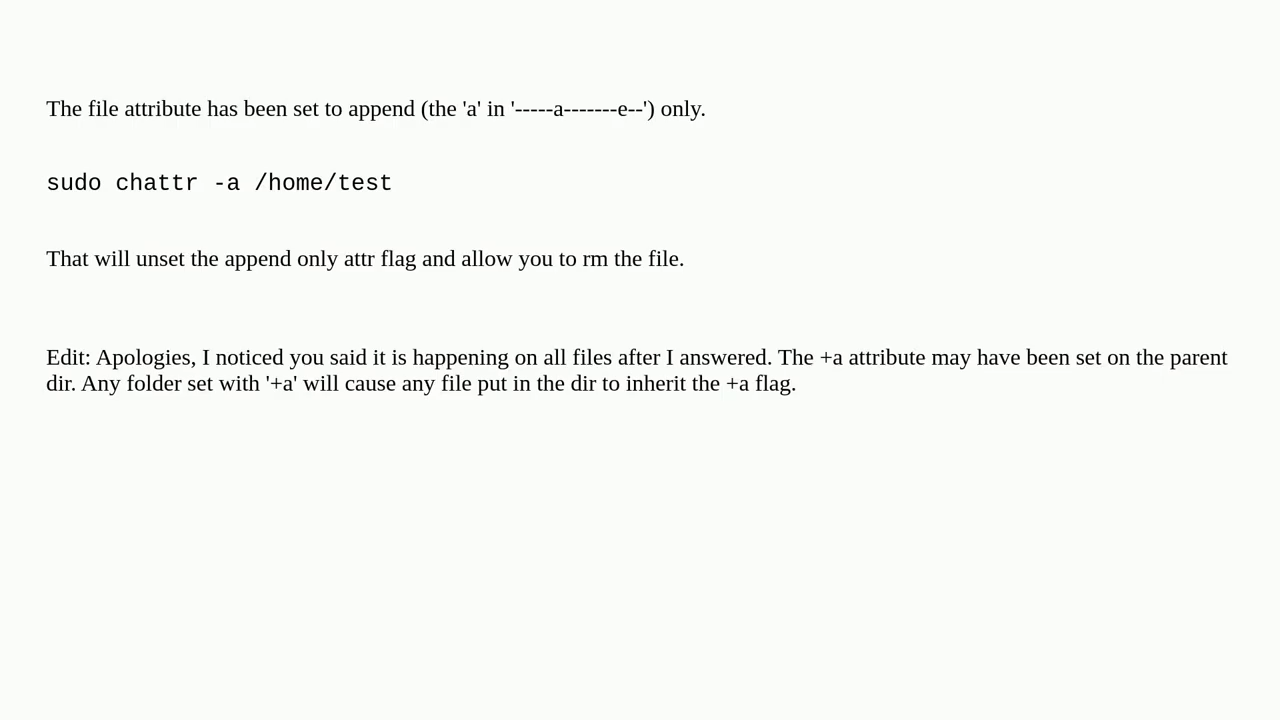 The file attribute has been set to append (the 'a' in '-----a-------e--') only.
sudo chattr -a /home/test
That will unset the append only attr flag and allow you to rm the file.
Edit: Apologies, I noticed you said it is happening on all files after I answered. The +a attribute may have been set on the parent
dir. Any folder set with '+a' will cause any file put in the dir to inherit the +a flag.